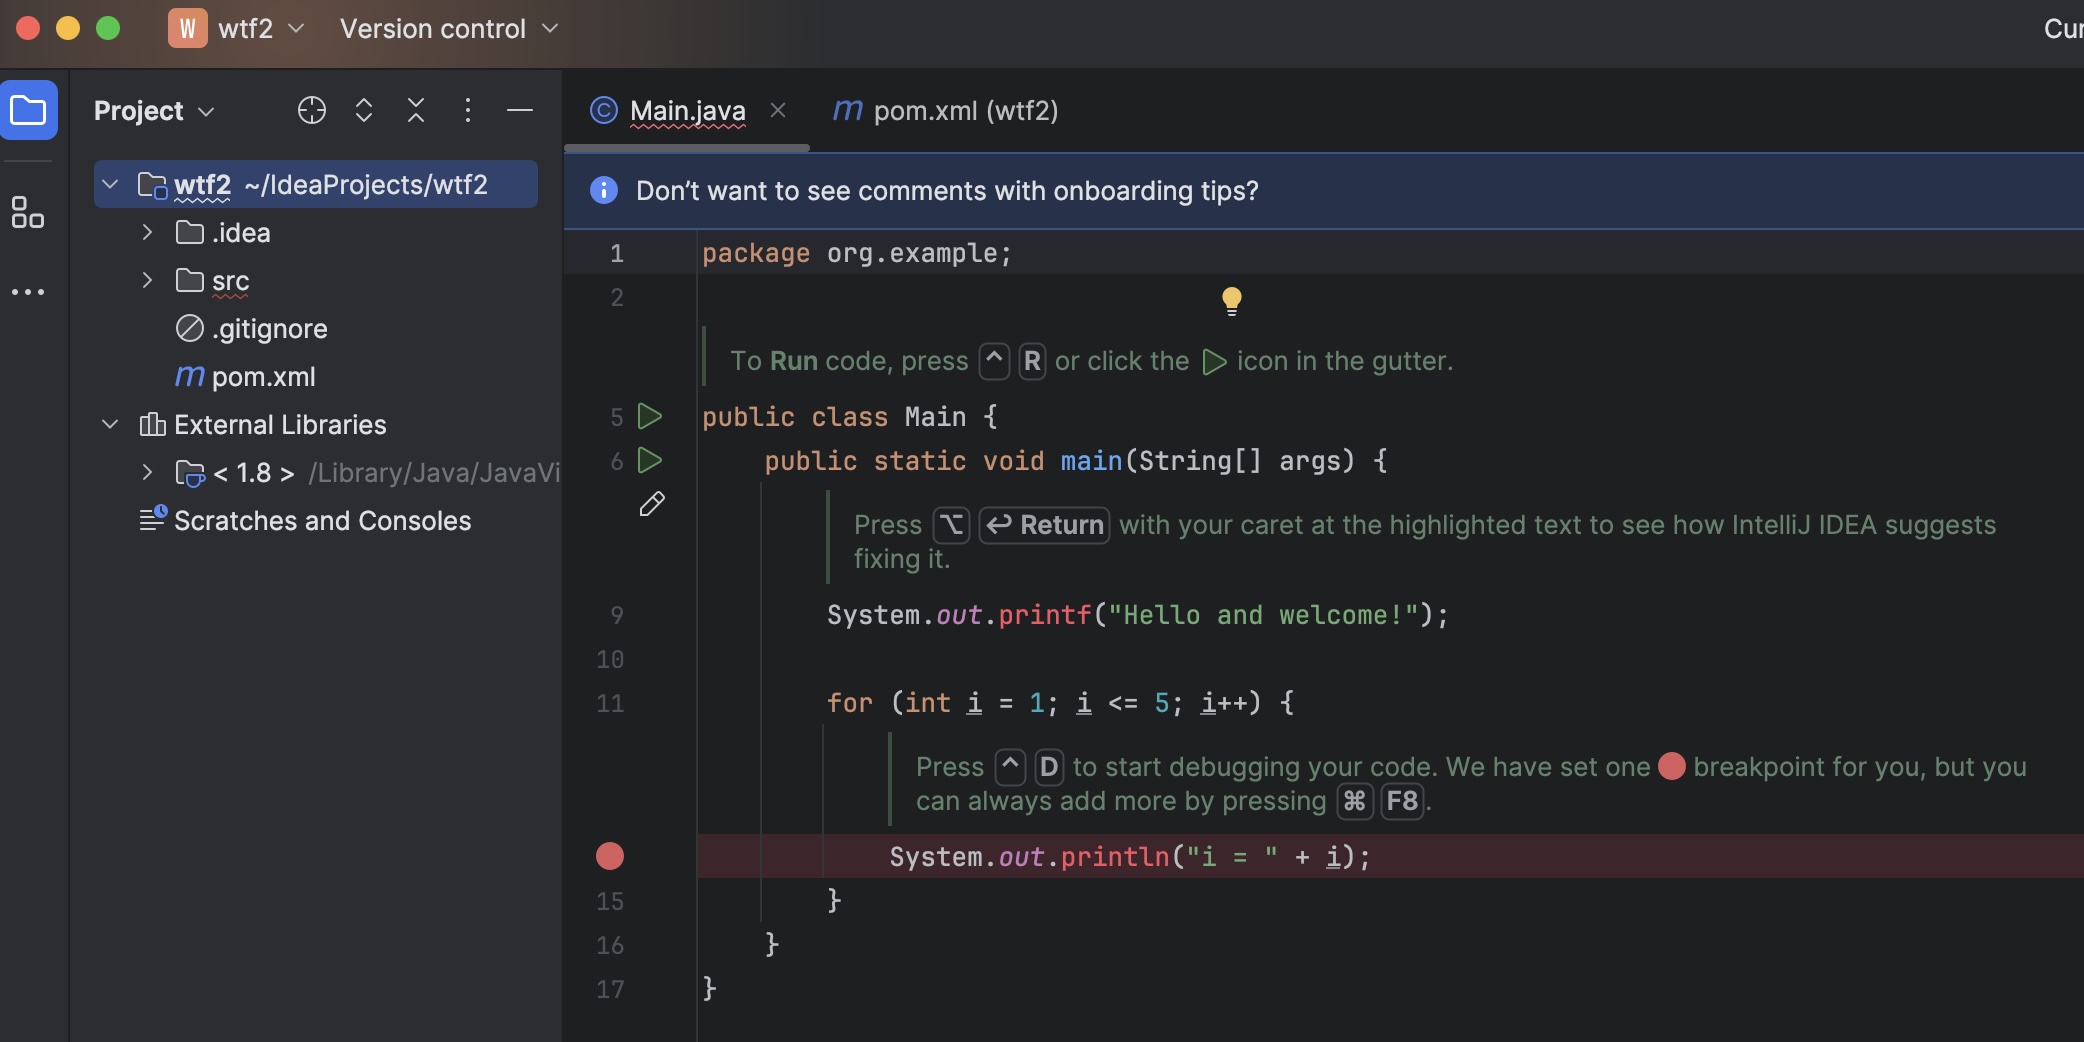 W wtf2 Version control Cur
Project
wtf2 ~/IdeaProjects/wtf2
.idea
src
.gitignore
m pom.xml
External Libraries
< 1.8 > /Library/Java/JavaVi
Scratches and Consoles
C Main.java m pom.xml (wtf2)
Don’t want to see comments with onboarding tips?
1 package org.example;
2
To Run code, press ^ R or click the ▷ icon in the gutter.
5 public class Main {
6 public static void main(String[] args) {
Press ⌥ ↩ Return with your caret at the highlighted text to see how IntelliJ IDEA suggests
fixing it.
9 System.out.printf("Hello and welcome!");
10
11 for (int i = 1; i <= 5; i++) {
Press ^ D to start debugging your code. We have set one breakpoint for you, but you
can always add more by pressing ⌘ F8.
System.out.println("i = " + i);
15 }
16 }
17 }